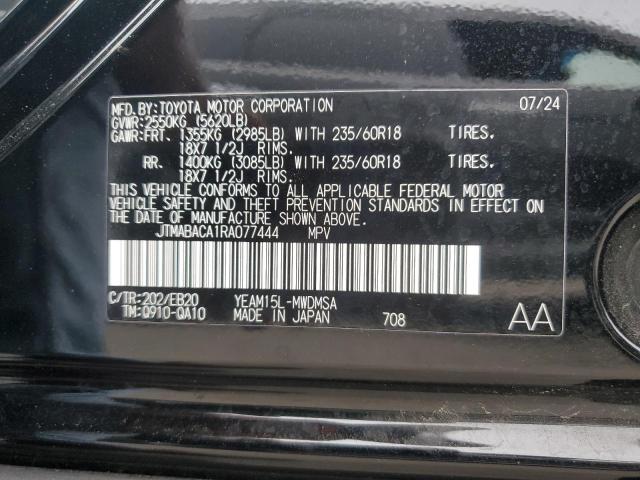 MFD.BY:TOYOTA MOTOR CORPORATION 07/24
GVWR:2550KG (5620LB)
GAWR:FRT. 1355KG (2985LB) WITH 235/60R18 TIRES.
18X7 1/2J RIMS.
RR. 1400KG (3085LB) WITH 235/60R18 TIRES.
18X7 1/2J RIMS.
THIS VEHICLE CONFORMS TO ALL APPLICABLE FEDERAL MOTOR
VEHICLE SAFETY AND THEFT PREVENTION STANDARDS IN EFFECT ON
THE DATE OF MANUFACTURE SHOWN ABOVE.
JTMABACA1RA077444 MPV
C/TR:202/EB20 YEAM15L-MWDMSA
TM:Q910-QA10 MADE IN JAPAN 708 AA